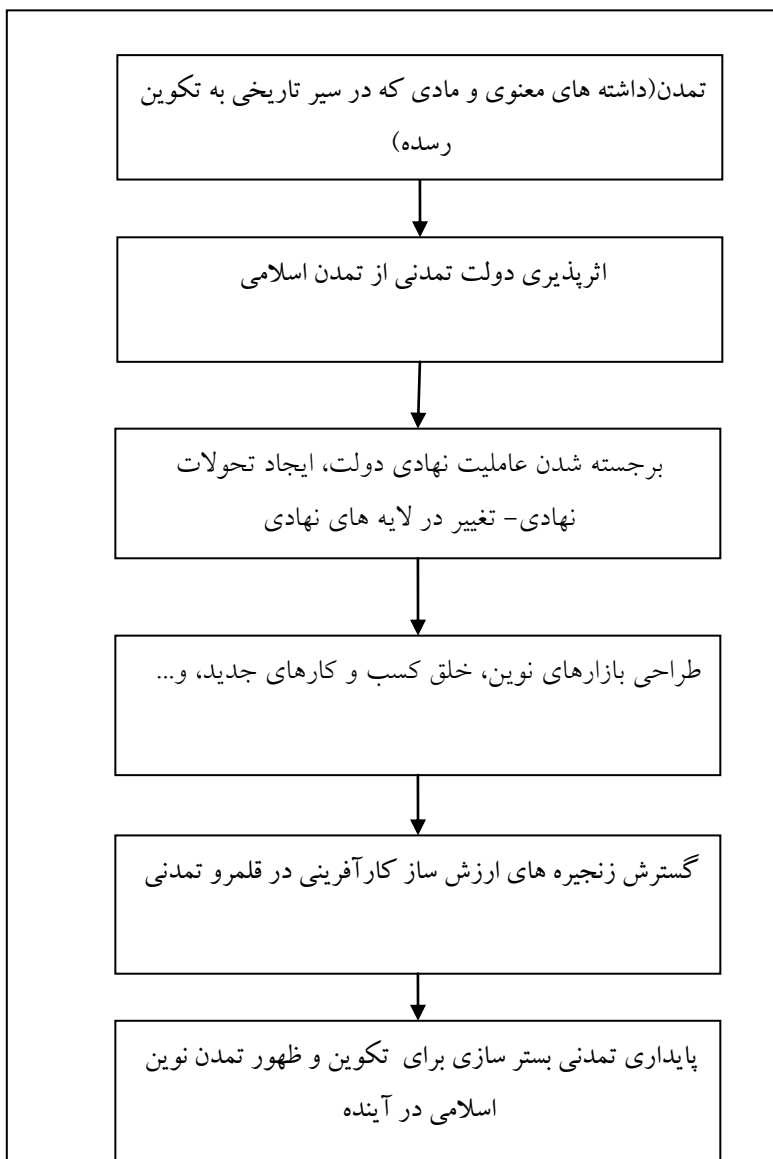 تمدن(داشته های معنوی و مادی که در سیر تاریخی به تکوین
رسده)
اثرپذیری دولت تمدنی از تمدن اسلامی
برجسته شدن عاملیت نهادی دولت، ایجاد تحولات
نهادی- تغییر در لایه های نهادی
طراحی بازارهای نوین، خلق کسب و کارهای جدید، و...
گسترش زنجیره های ارزش ساز کارآفرینی در قلمرو تمدنی
پایداری تمدنی بستر سازی برای تکوین و ظهور تمدن نوین
اسلامی در آینده